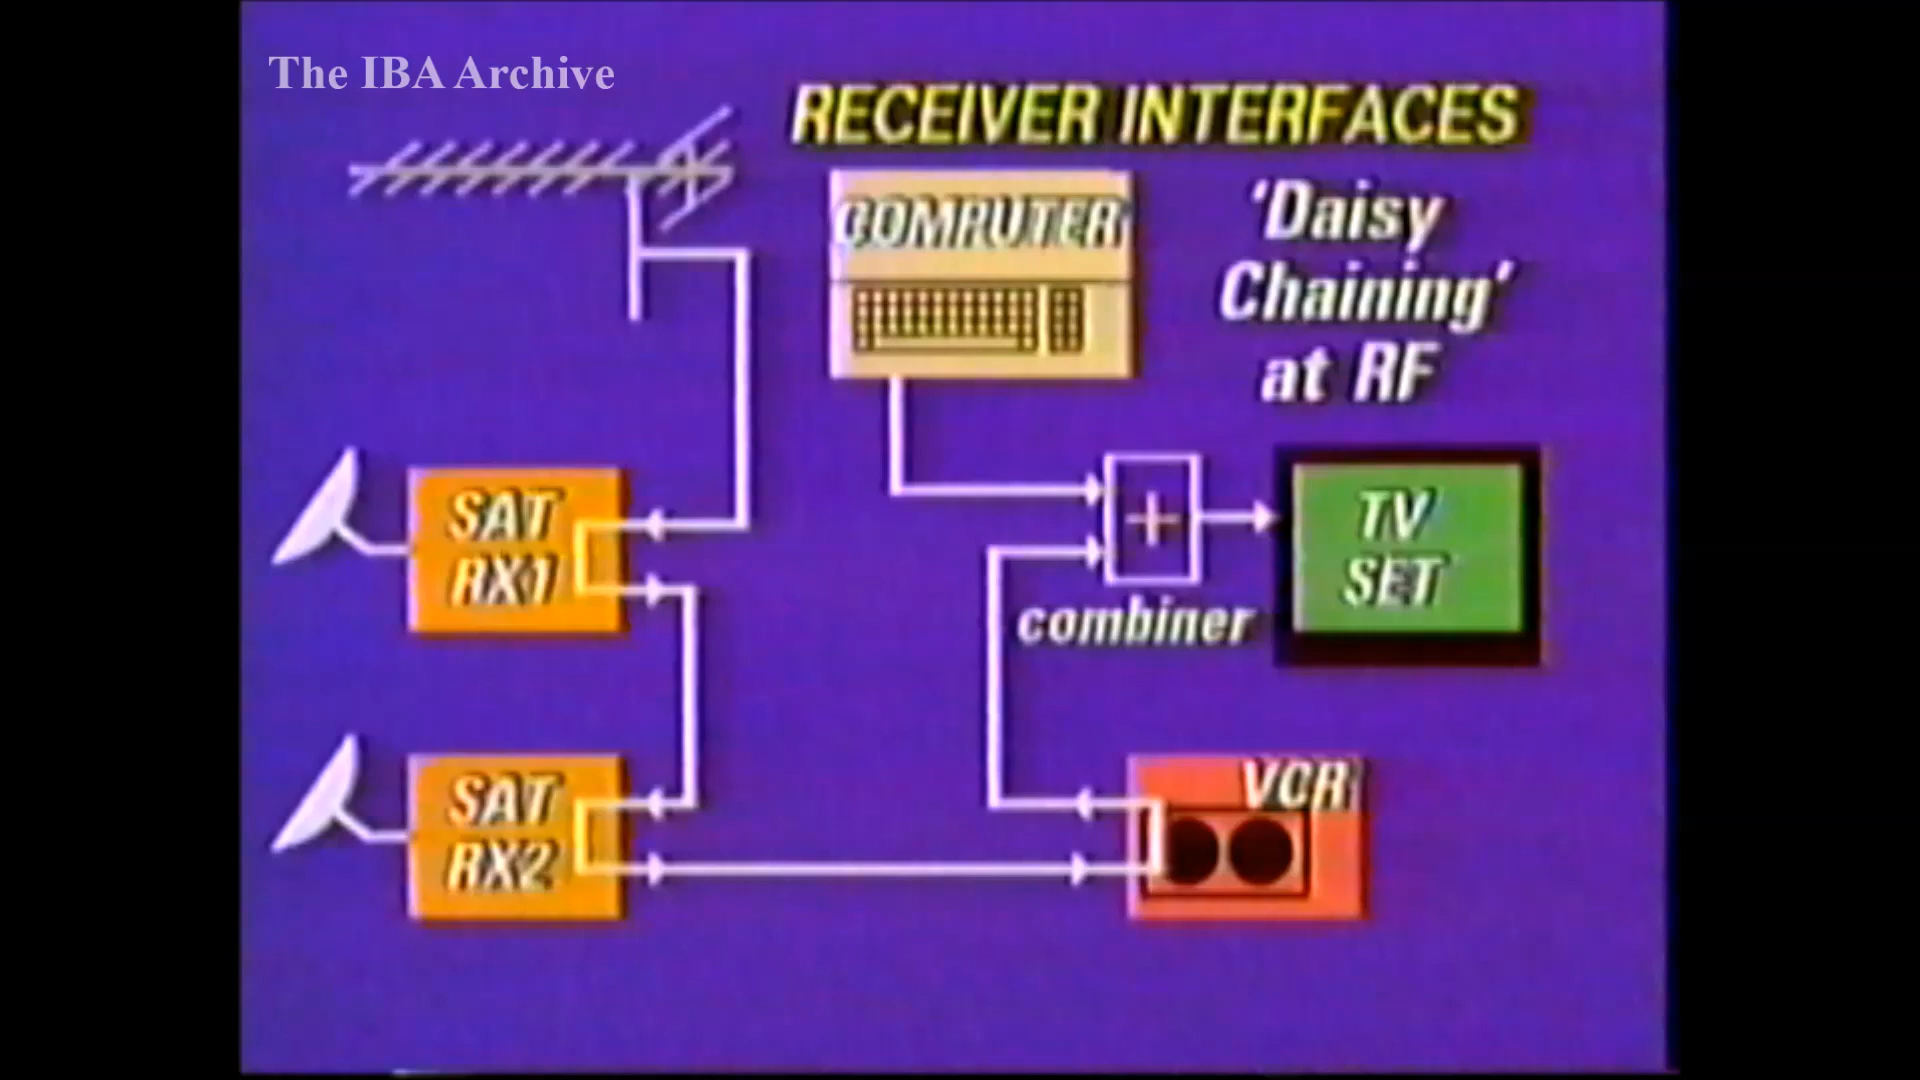 The IBA Archive
RECEIVER INTERFACES
'Daisy
Chaining'
at RF
COMPUTER
SAT
RX1
+
TV
SET
combiner
SAT
RX2
VCR